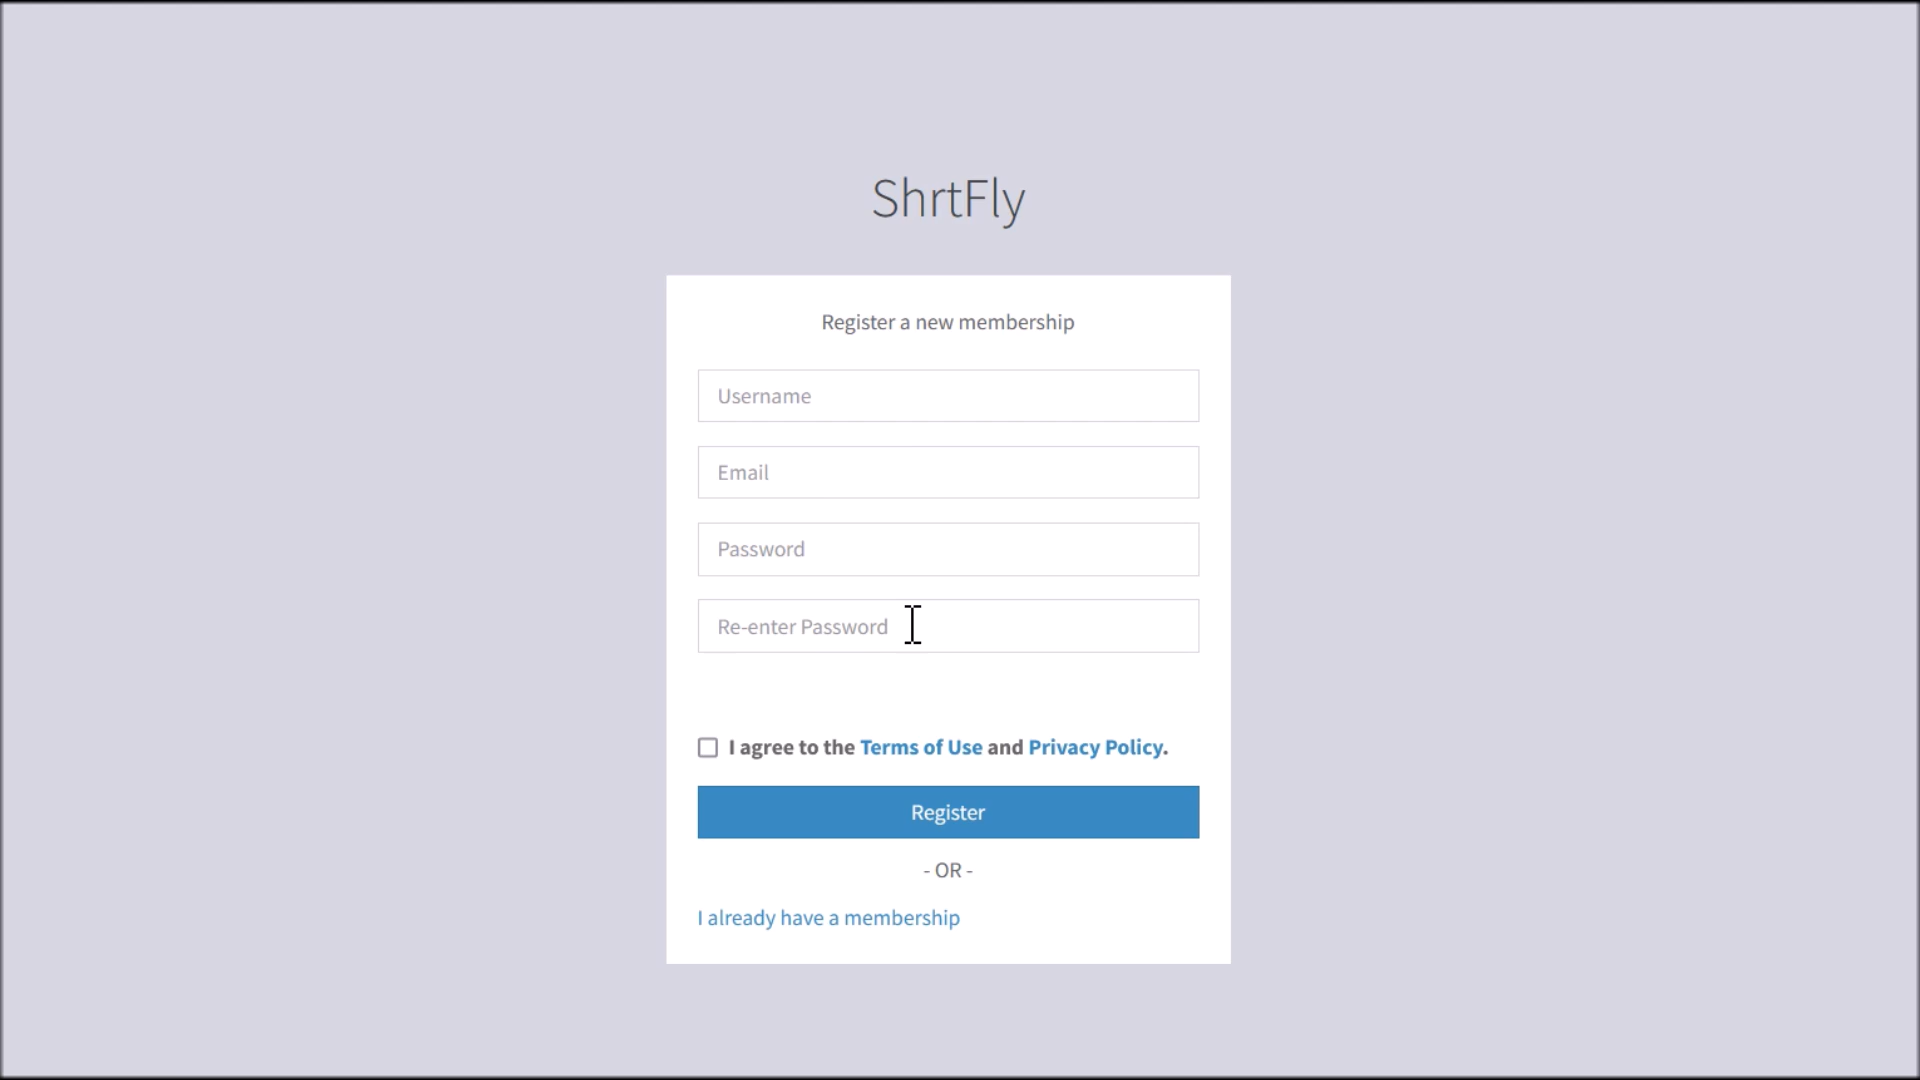 ShrtFly
Register a new membership
Username
Email
Password
Re-enter Password
I agree to the Terms of Use and Privacy Policy.
Register
- OR -
I already have a membership